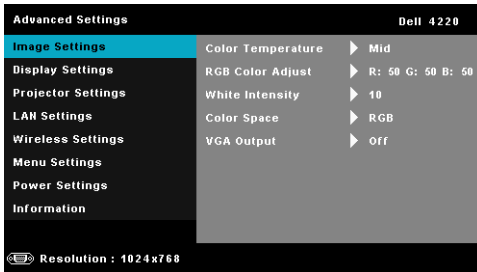 Advanced Settings Dell 4220
Image Settings Color Temperature Mid
Display Settings RGB Color Adjust R: 50 G: 50 B: 50
Projector Settings White Intensity 10
LAN Settings Color Space RGB
Wireless Settings VGA Output Off
Menu Settings
Power Settings
Information
Resolution : 1024x768